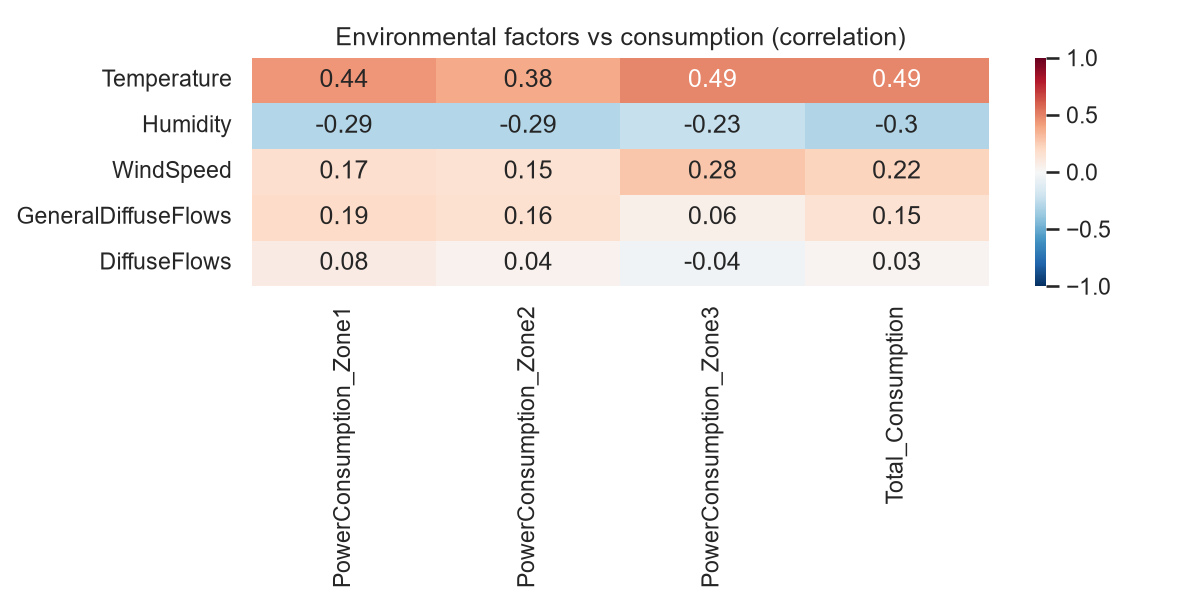 Environmental factors vs consumption (correlation)
Temperature 0.44 0.38 0.49 0.49
Humidity -0.29 -0.29 -0.23 -0.3
WindSpeed 0.17 0.15 0.28 0.22
GeneralDiffuseFlows 0.19 0.16 0.06 0.15
DiffuseFlows 0.08 0.04 -0.04 0.03
PowerConsumption_Zone1
PowerConsumption_Zone2
PowerConsumption_Zone3
Total_Consumption
1.0
0.5
0.0
−0.5
−1.0